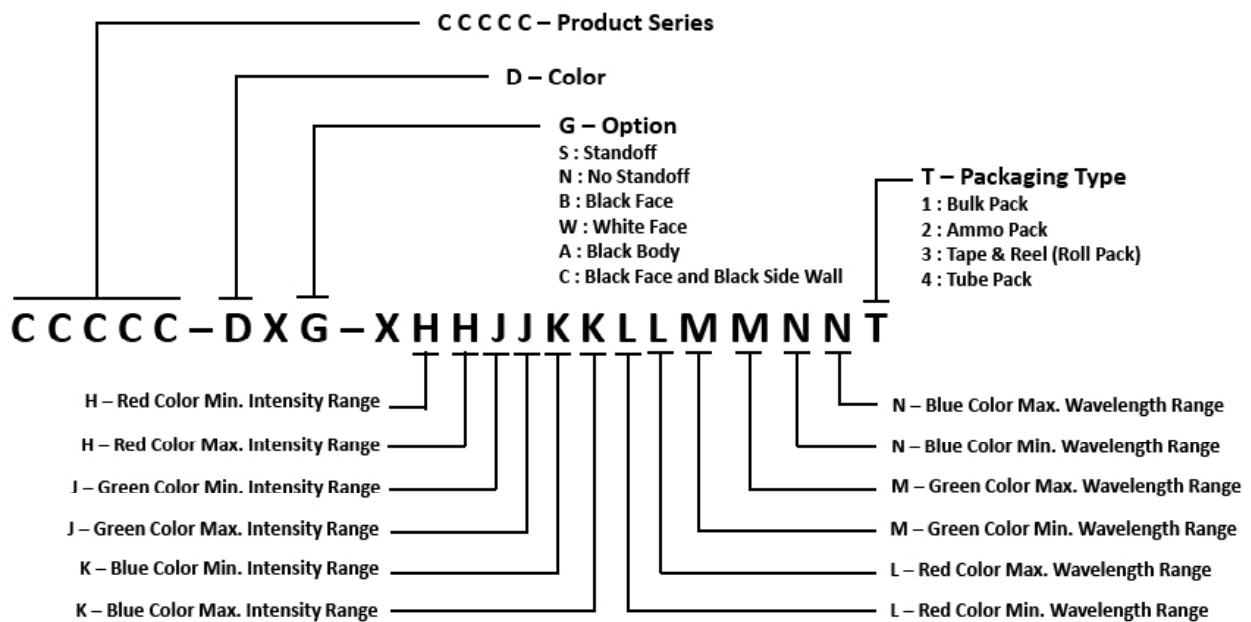 C C C C C – Product Series
D – Color
G – Option
S : Standoff
N : No Standoff
B : Black Face
W : White Face
A : Black Body
C : Black Face and Black Side Wall
T – Packaging Type
1 : Bulk Pack
2 : Ammo Pack
3 : Tape & Reel (Roll Pack)
4 : Tube Pack
C C C C C – D X G – X H H J J K K L L M M N N T
H – Red Color Min. Intensity Range
H – Red Color Max. Intensity Range
J – Green Color Min. Intensity Range
J – Green Color Max. Intensity Range
K – Blue Color Min. Intensity Range
K – Blue Color Max. Intensity Range
N – Blue Color Max. Wavelength Range
N – Blue Color Min. Wavelength Range
M – Green Color Max. Wavelength Range
M – Green Color Min. Wavelength Range
L – Red Color Max. Wavelength Range
L – Red Color Min. Wavelength Range